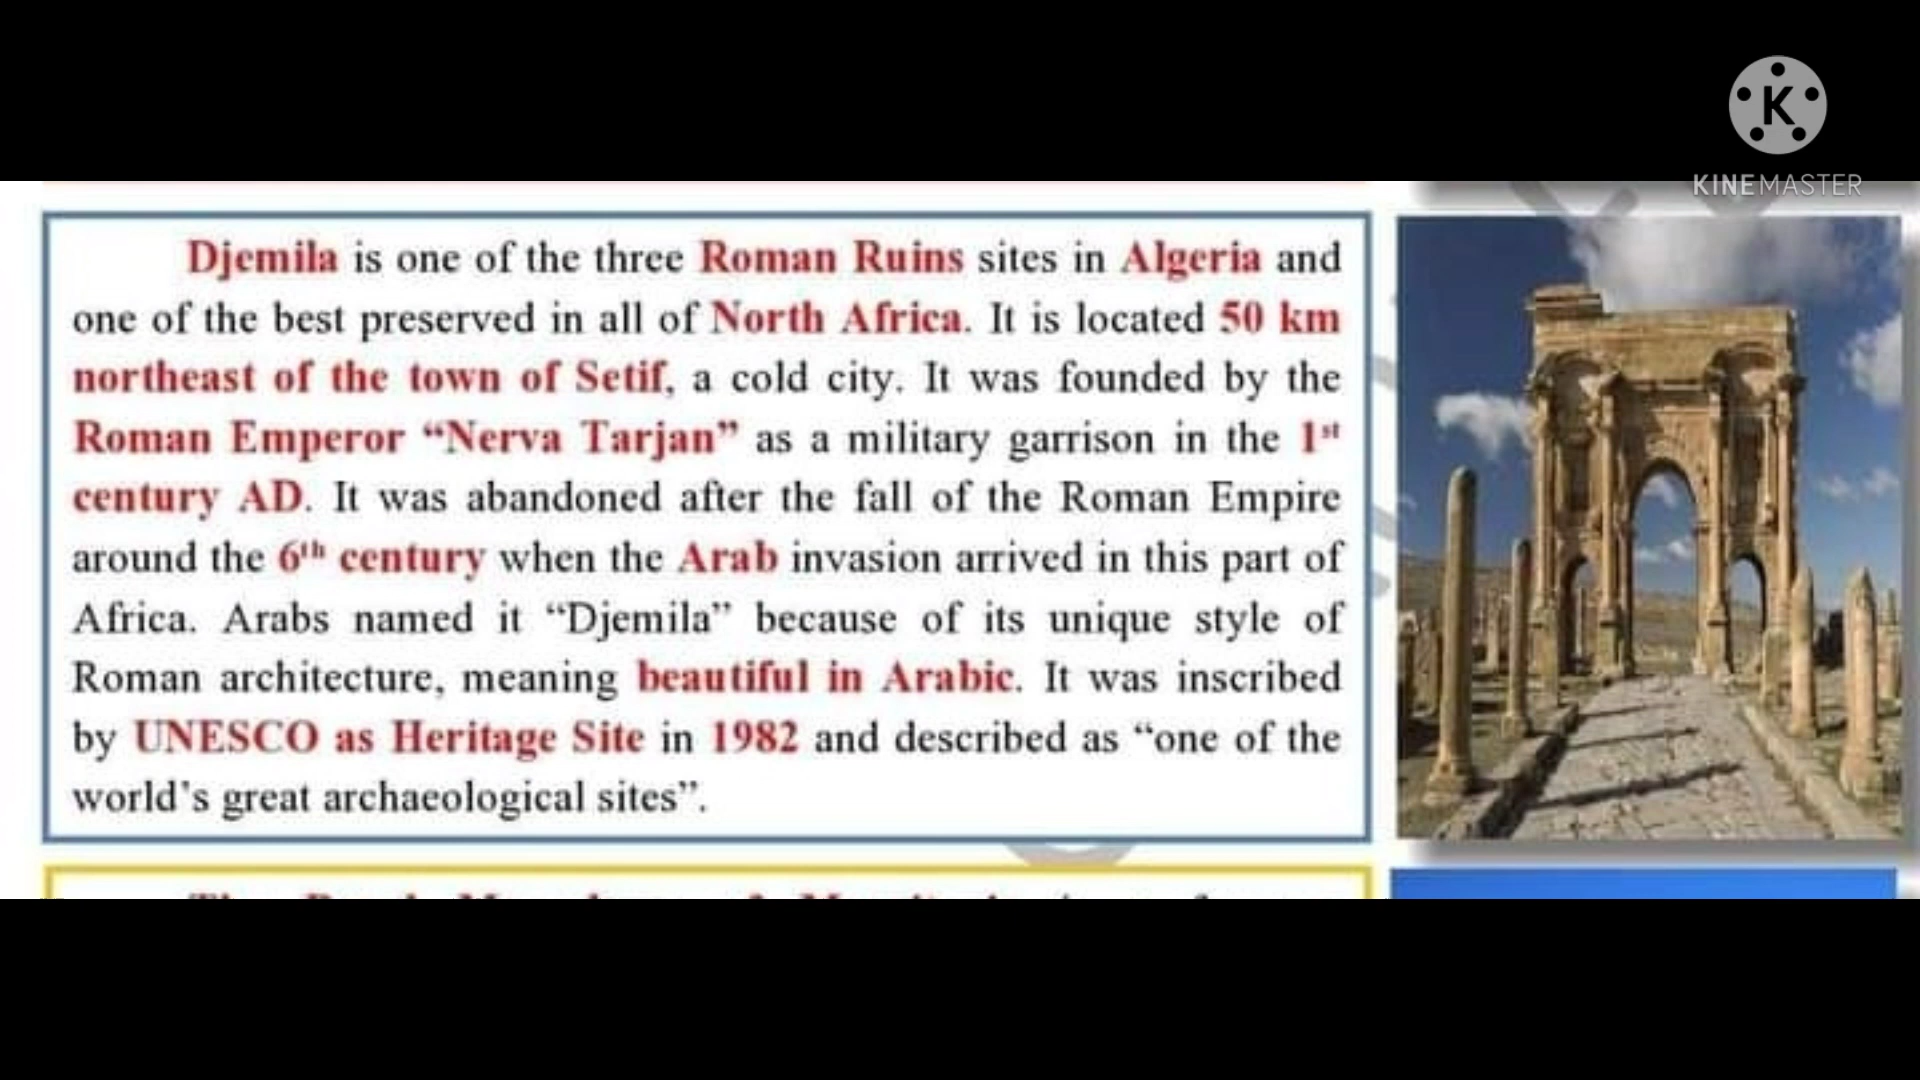 K
KINEMASTER
Djemila is one of the three Roman Ruins sites in Algeria and
one of the best preserved in all of North Africa. It is located 50 km
northeast of the town of Setif, a cold city. It was founded by the
Roman Emperor “Nerva Tarjan” as a military garrison in the 1st
century AD. It was abandoned after the fall of the Roman Empire
around the 6th century when the Arab invasion arrived in this part of
Africa. Arabs named it “Djemila” because of its unique style of
Roman architecture, meaning beautiful in Arabic. It was inscribed
by UNESCO as Heritage Site in 1982 and described as “one of the
world’s great archaeological sites”.